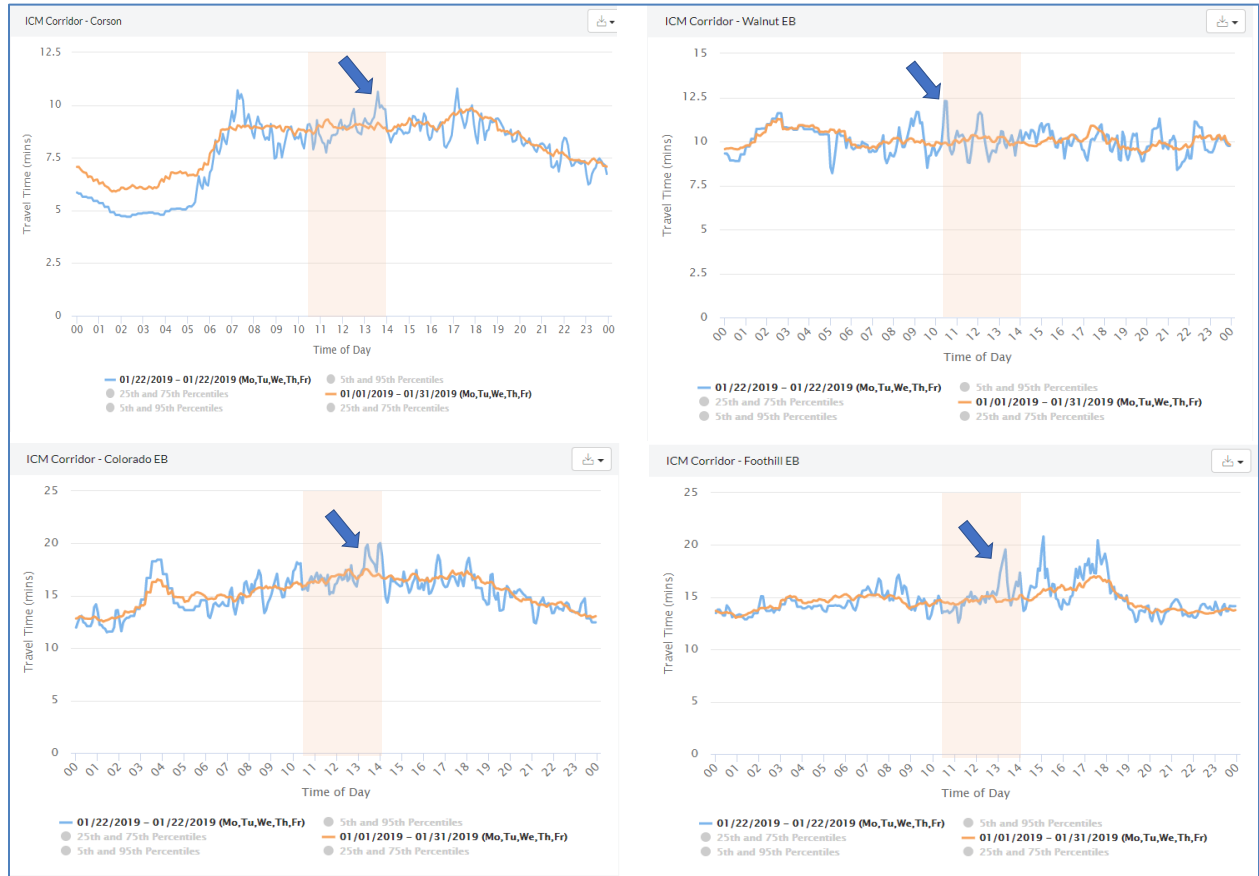 ICM Corridor - Corson
12.5
10
7.5
5
2.5
0
Travel Time (mins)
00 01 02 03 04 05 06 07 08 09 10 11 12 13 14 15 16 17 18 19 20 21 22 23 00
Time of Day
01/22/2019 - 01/22/2019 (Mo,Tu,We,Th,Fr) 5th and 95th Percentiles
25th and 75th Percentiles 01/01/2019 - 01/31/2019 (Mo,Tu,We,Th,Fr)
5th and 95th Percentiles 25th and 75th Percentiles
ICM Corridor - Walnut EB
15
12.5
10
7.5
5
2.5
0
Travel Time (mins)
00 01 02 03 04 05 06 07 08 09 10 11 12 13 14 15 16 17 18 19 20 21 22 23 00
Time of Day
01/22/2019 - 01/22/2019 (Mo,Tu,We,Th,Fr) 5th and 95th Percentiles
25th and 75th Percentiles 01/01/2019 - 01/31/2019 (Mo,Tu,We,Th,Fr)
5th and 95th Percentiles 25th and 75th Percentiles
ICM Corridor - Colorado EB
25
20
15
10
5
0
Travel Time (mins)
00 01 02 03 04 05 06 07 08 09 10 11 12 13 14 15 16 17 18 19 20 21 22 23 00
Time of Day
01/22/2019 - 01/22/2019 (Mo,Tu,We,Th,Fr) 5th and 95th Percentiles
25th and 75th Percentiles 01/01/2019 - 01/31/2019 (Mo,Tu,We,Th,Fr)
5th and 95th Percentiles 25th and 75th Percentiles
ICM Corridor - Foothill EB
25
20
15
10
5
0
Travel Time (mins)
00 01 02 03 04 05 06 07 08 09 10 11 12 13 14 15 16 17 18 19 20 21 22 23 00
Time of Day
01/22/2019 - 01/22/2019 (Mo,Tu,We,Th,Fr) 5th and 95th Percentiles
25th and 75th Percentiles 01/01/2019 - 01/31/2019 (Mo,Tu,We,Th,Fr)
5th and 95th Percentiles 25th and 75th Percentiles